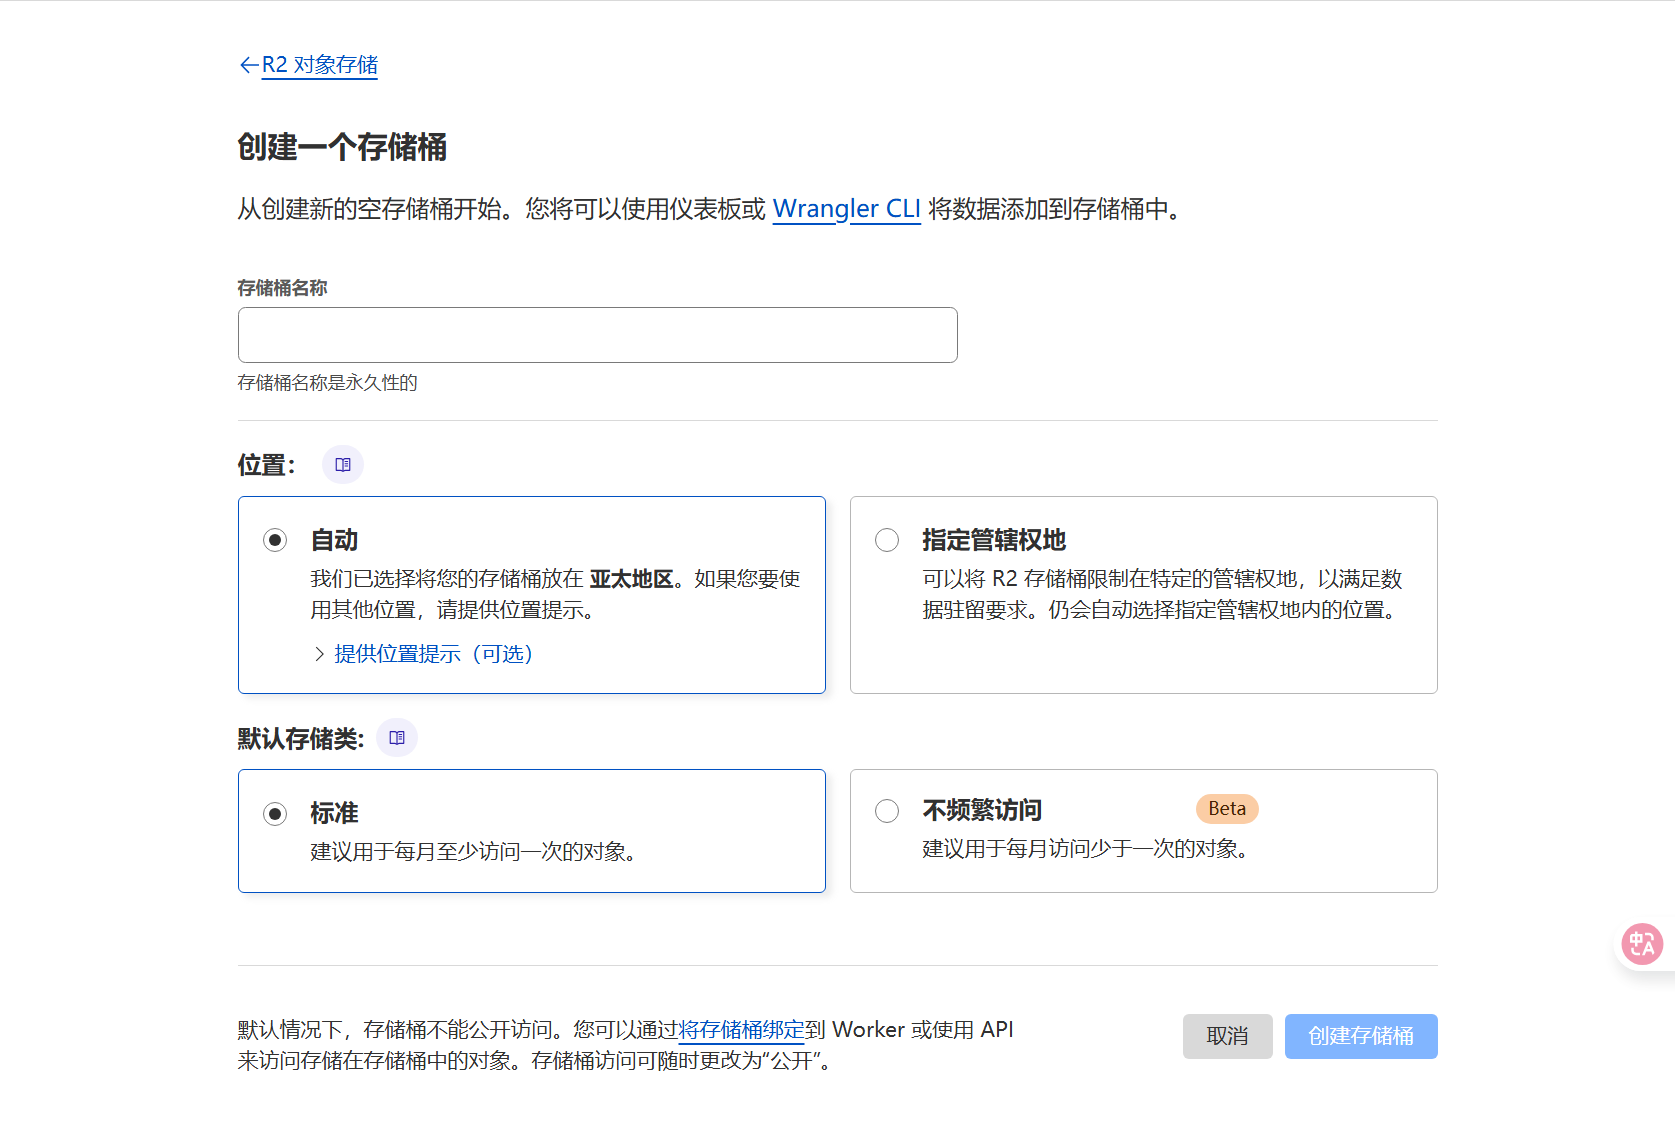 R2 对象存储
创建一个存储桶
从创建新的空存储桶开始。您将可以使用仪表板或 Wrangler CLI 将数据添加到存储桶中。
存储桶名称
存储桶名称是永久性的
位置：
自动
我们已选择将您的存储桶放在 亚太地区。如果您要使
用其他位置，请提供位置提示。
提供位置提示（可选）
指定管辖权地
可以将 R2 存储桶限制在特定的管辖权地，以满足数
据驻留要求。仍会自动选择指定管辖权地内的位置。
默认存储类:
标准
建议用于每月至少访问一次的对象。
不频繁访问 Beta
建议用于每月访问少于一次的对象。
默认情况下，存储桶不能公开访问。您可以通过将存储桶绑定到 Worker 或使用 API
来访问存储在存储桶中的对象。存储桶访问可随时更改为“公开”。
取消 创建存储桶
中 A